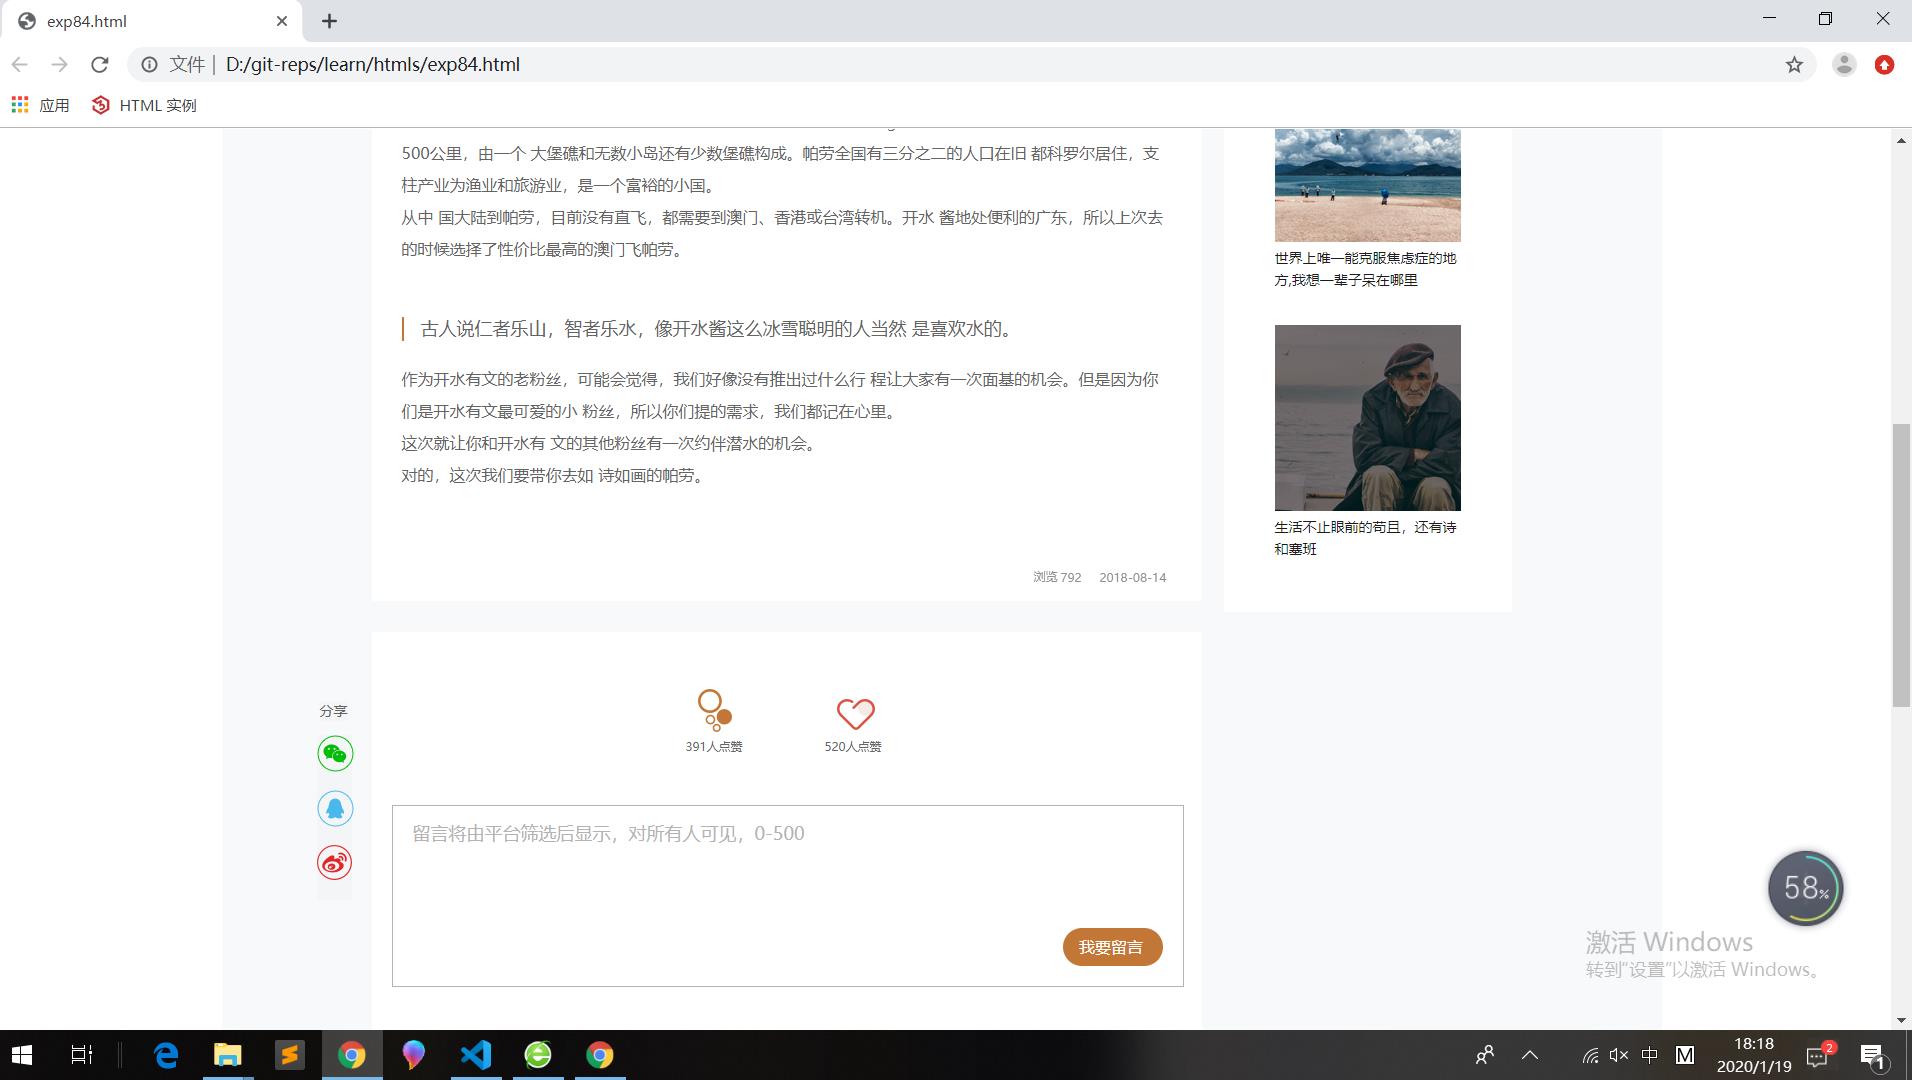 exp84.html
文件 | D:/git-reps/learn/htmls/exp84.html
应用
HTML 实例
500公里，由一个 大堡礁和无数小岛还有少数堡礁构成。帕劳全国有三分之二的人口在旧 都科罗尔居住，支
柱产业为渔业和旅游业，是一个富裕的小国。
从中 国大陆到帕劳，目前没有直飞，都需要到澳门、香港或台湾转机。开水 酱地处便利的广东，所以上次去
的时候选择了性价比最高的澳门飞帕劳。
古人说仁者乐山，智者乐水，像开水酱这么冰雪聪明的人当然 是喜欢水的。
作为开水有文的老粉丝，可能会觉得，我们好像没有推出过什么行 程让大家有一次面基的机会。但是因为你
们是开水有文最可爱的小 粉丝，所以你们提的需求，我们都记在心里。
这次就让你和开水有 文的其他粉丝有一次约伴潜水的机会。
对的，这次我们要带你去如 诗如画的帕劳。
浏览 792 2018-08-14
世界上唯一能克服焦虑症的地
方,我想一辈子呆在哪里
生活不止眼前的苟且，还有诗
和塞班
分享
391人点赞
520人点赞
留言将由平台筛选后显示，对所有人可见，0-500
我要留言
58%
激活 Windows
转到“设置”以激活 Windows。
中
M
18:18
2020/1/19
2
1